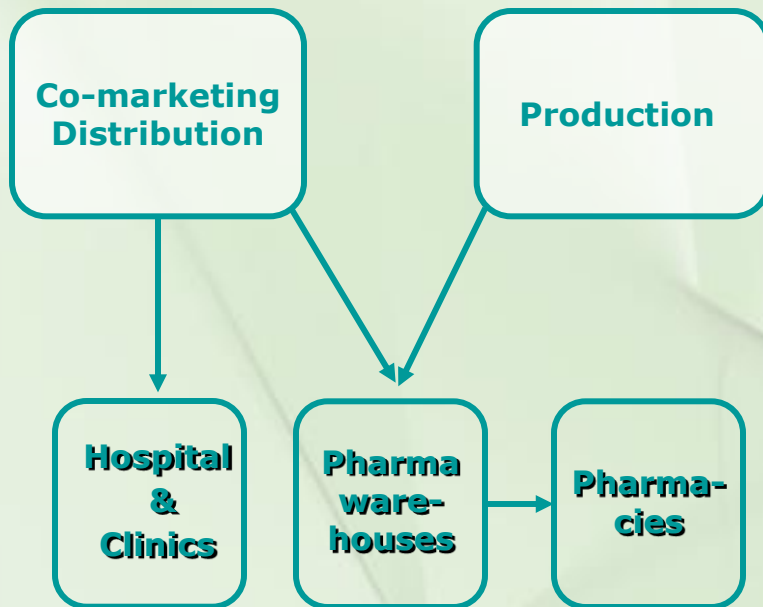 Co-marketing
Distribution
Production
Hospital
&
Clinics
Pharma
ware-
houses
Pharma-
cies